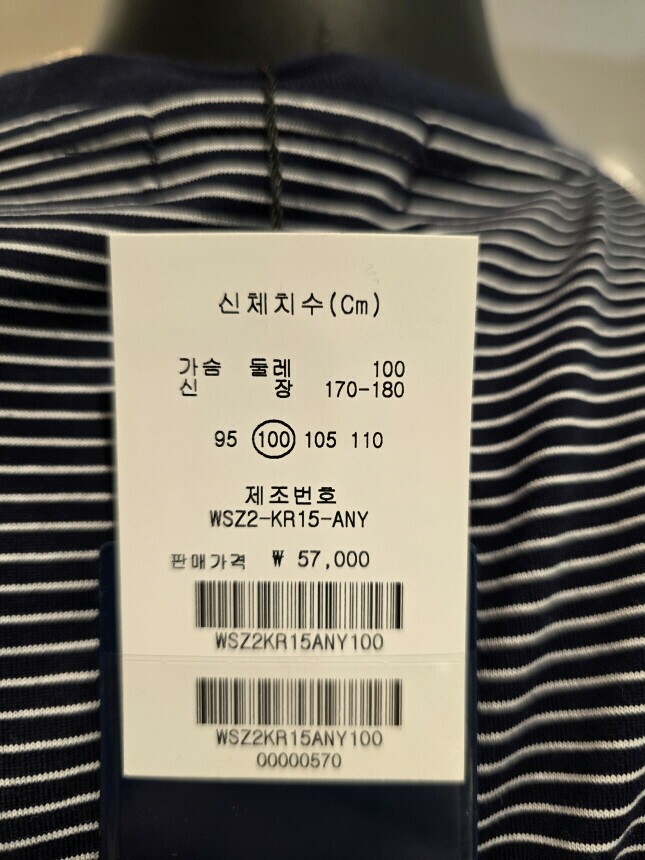 신체치수(Cm)
가슴 둘레 100
신 장 170-180
95 100 105 110
제조번호
WSZ2-KR15-ANY
판매가격 ₩ 57,000
WSZ2KR15ANY100
WSZ2KR15ANY100
00000570